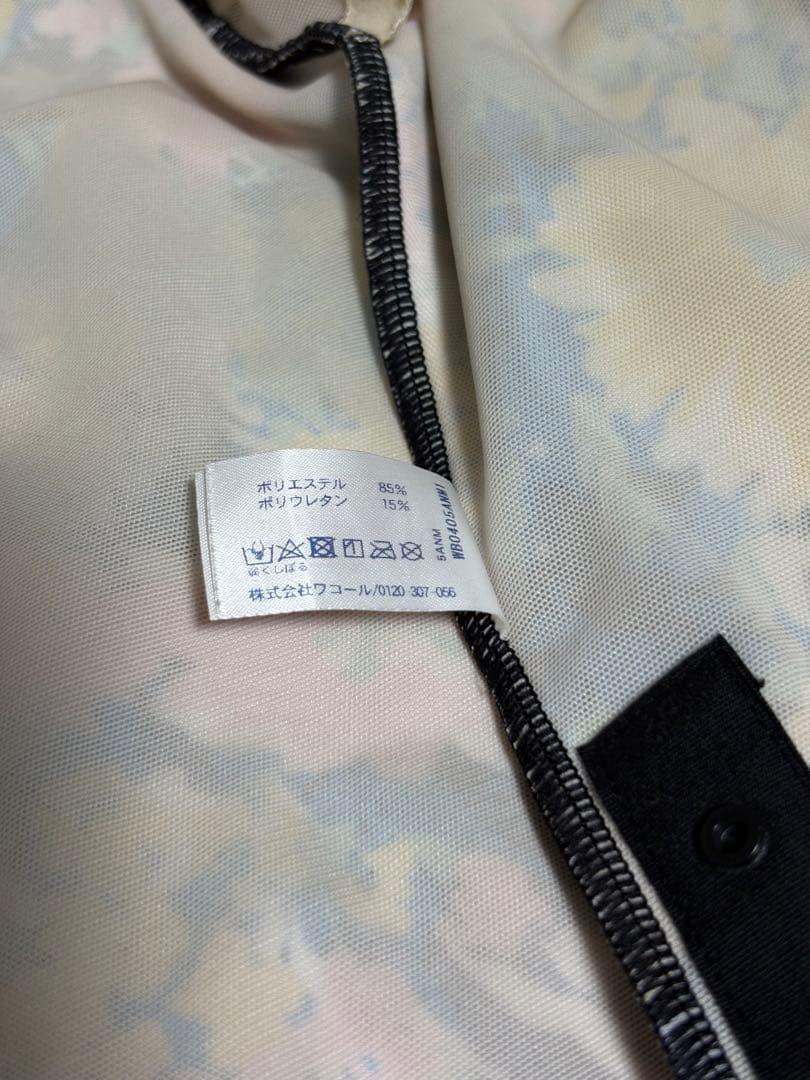 ポリエステル 85%
ポリウレタン 15%
弱くしぼる
株式会社ワコール/0120-307-056
5ANM